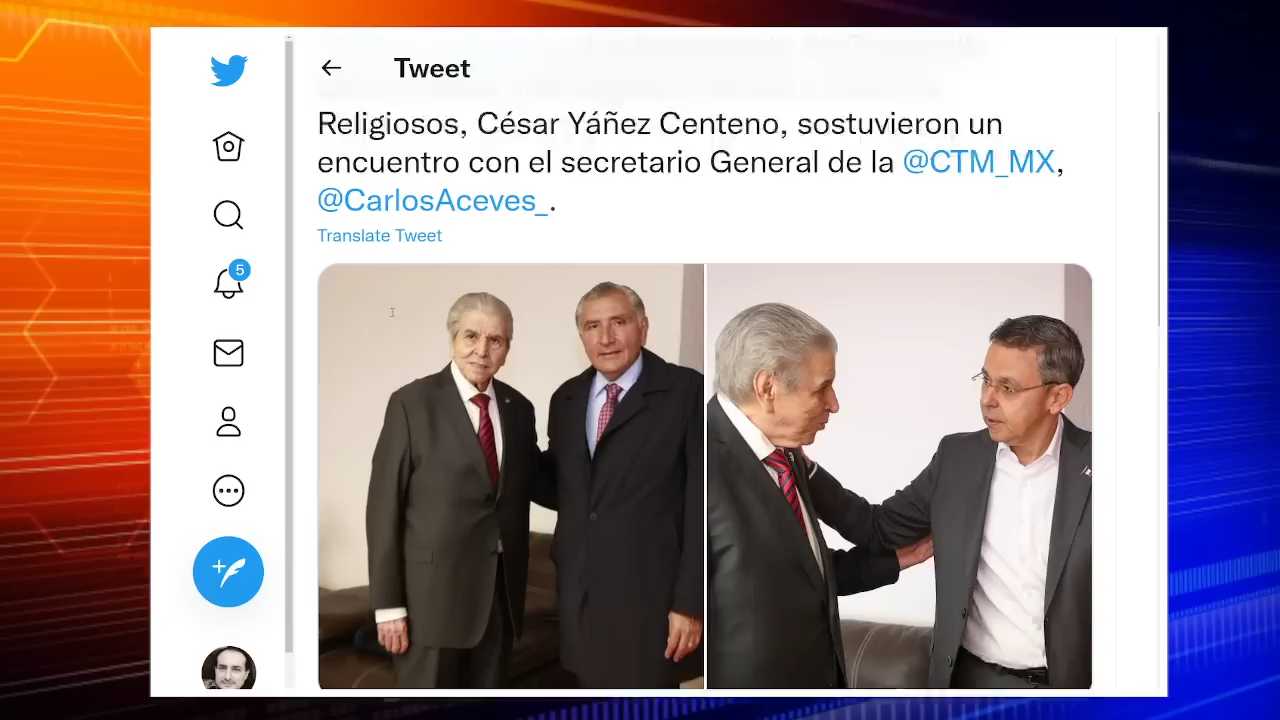 Tweet
Religiosos, César Yáñez Centeno, sostuvieron un
encuentro con el secretario General de la @CTM_MX,
@CarlosAceves_.
Translate Tweet
5